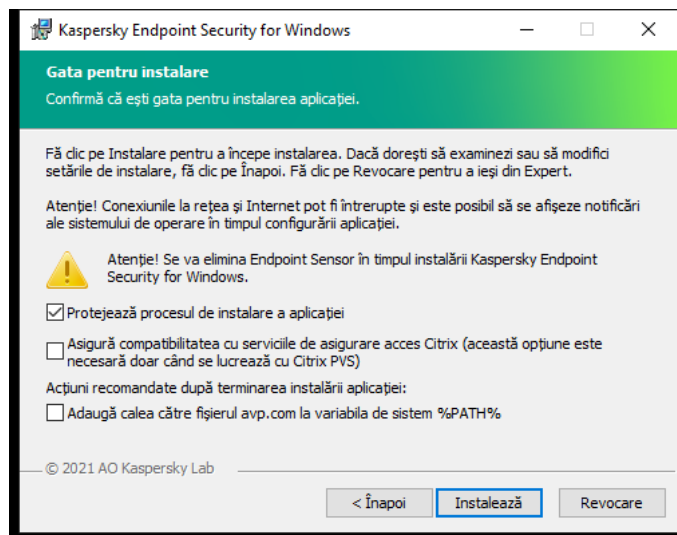 Kaspersky Endpoint Security for Windows
Gata pentru instalare
Confirmă că ești gata pentru instalarea aplicației.
Fă clic pe Instalare pentru a începe instalarea. Dacă dorești să examinezi sau să modifici
setările de instalare, fă clic pe Înapoi. Fă clic pe Revocare pentru a ieși din Expert.
Atenție! Conexiunile la rețea și Internet pot fi întrerupte și este posibil să se afișeze notificări
ale sistemului de operare în timpul configurării aplicației.
Atenție! Se va elimina Endpoint Sensor în timpul instalării Kaspersky Endpoint
Security for Windows.
Protejează procesul de instalare a aplicației
Asigură compatibilitatea cu serviciile de asigurare acces Citrix (această opțiune este
necesară doar când se lucrează cu Citrix PVS)
Acțiuni recomandate după terminarea instalării aplicației:
Adaugă calea către fișierul avp.com la variabila de sistem %PATH%
© 2021 AO Kaspersky Lab
< Înapoi Instalează Revocare